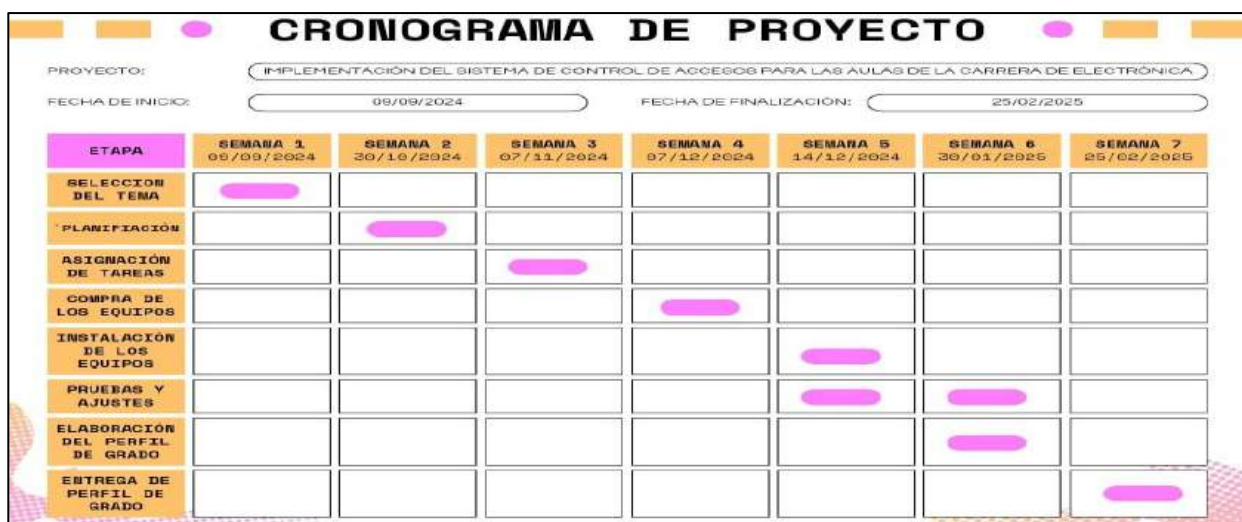 CRONOGRAMA DE PROYECTO
PROYECTO: IMPLEMENTACIÓN DEL SISTEMA DE CONTROL DE ACCESOS PARA LAS AULAS DE LA CARRERA DE ELECTRÓNICA
FECHA DE INICIO: 09/09/2024 FECHA DE FINALIZACIÓN: 25/02/2025
ETAPA SEMANA 1 SEMANA 2 SEMANA 3 SEMANA 4 SEMANA 5 SEMANA 6 SEMANA 7
09/09/2024 30/10/2024 07/11/2024 07/12/2024 14/12/2024 30/01/2025 25/02/2025
SELECCION
DEL TEMA
PLANIFIACIÓN
ASIGNACIÓN
DE TAREAS
COMPRA DE
LOS EQUIPOS
INSTALACIÓN
DE LOS
EQUIPOS
PRUEBAS Y
AJUSTES
ELABORACIÓN
DEL PERFIL
DE GRADO
ENTREGA DE
PERFIL DE
GRADO